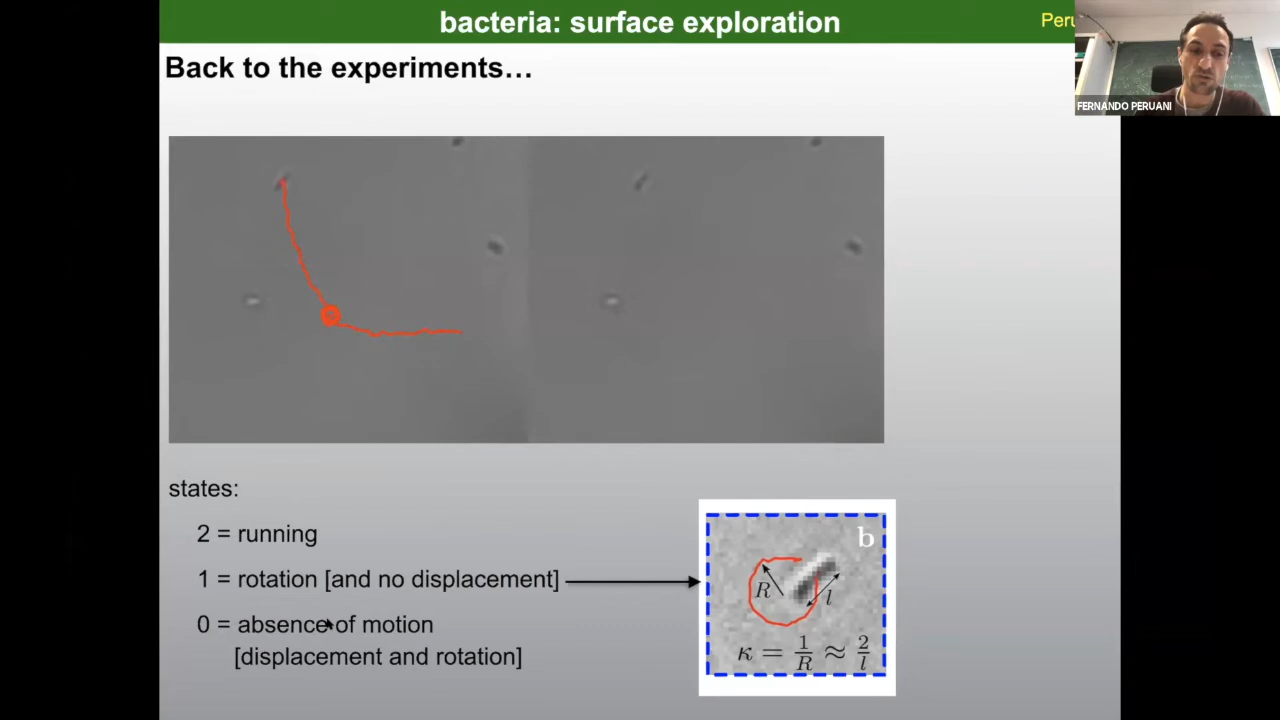 bacteria: surface exploration
Peru
FERNANDO PERUANI
Back to the experiments...
states:
2 = running
1 = rotation [and no displacement]
0 = absence of motion
[displacement and rotation]
b
R
l
κ = 1/R ≈ 2/l